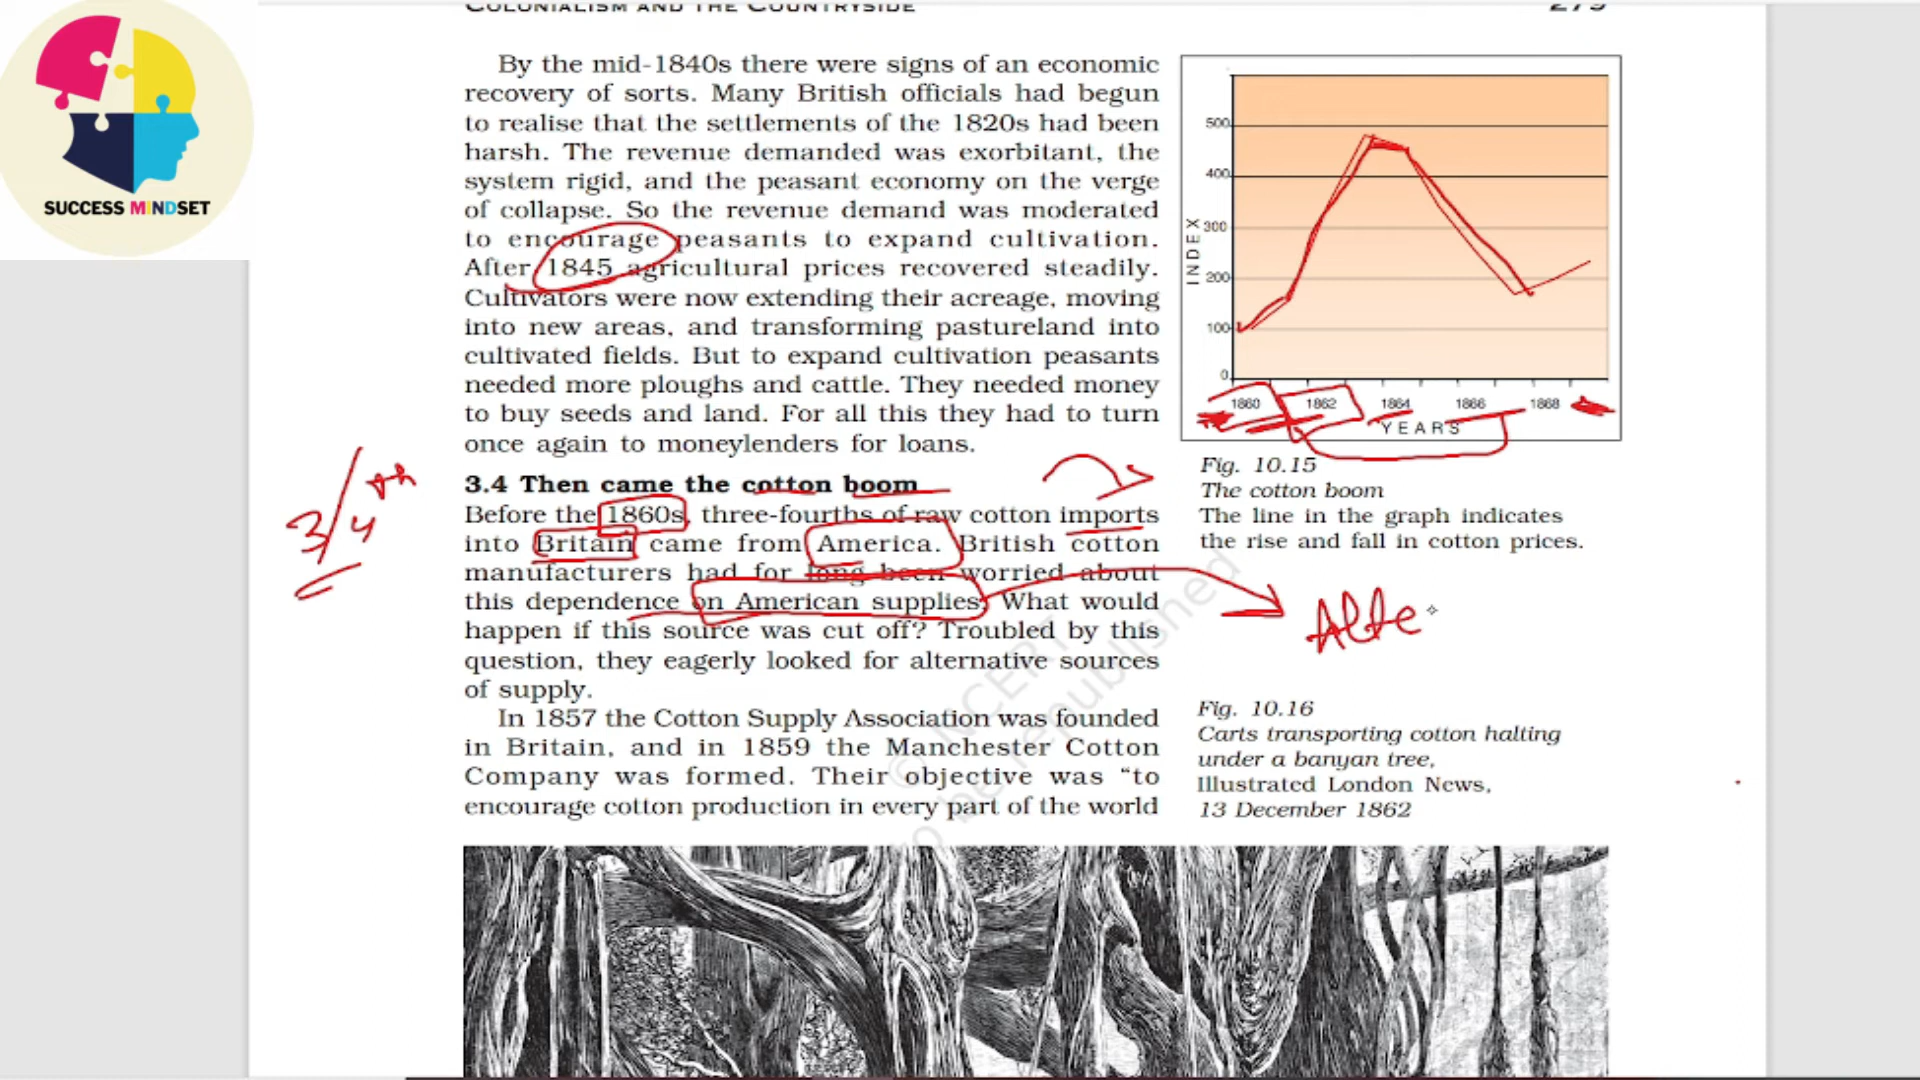 SUCCESS MINDSET
COLONIALISM AND THE COUNTRYSIDE
By the mid-1840s there were signs of an economic
recovery of sorts. Many British officials had begun
to realise that the settlements of the 1820s had been
harsh. The revenue demanded was exorbitant, the
system rigid, and the peasant economy on the verge
of collapse. So the revenue demand was moderated
to encourage peasants to expand cultivation.
After 1845 agricultural prices recovered steadily.
Cultivators were now extending their acreage, moving
into new areas, and transforming pastureland into
cultivated fields. But to expand cultivation peasants
needed more ploughs and cattle. They needed money
to buy seeds and land. For all this they had to turn
once again to moneylenders for loans.
3.4 Then came the cotton boom
Before the 1860s, three-fourths of raw cotton imports
into Britain came from America. British cotton
manufacturers had for long been worried about
this dependence on American supplies. What would
happen if this source was cut off? Troubled by this
question, they eagerly looked for alternative sources
of supply.
In 1857 the Cotton Supply Association was founded
in Britain, and in 1859 the Manchester Cotton
Company was formed. Their objective was “to
encourage cotton production in every part of the world
3/4th
500
400
300
200
100
0
INDEX
1860 1862 1864 1866 1868
YEARS
Fig. 10.15
The cotton boom
The line in the graph indicates
the rise and fall in cotton prices.
Alte
Fig. 10.16
Carts transporting cotton halting
under a banyan tree,
Illustrated London News,
13 December 1862
© NCERT
to be republished